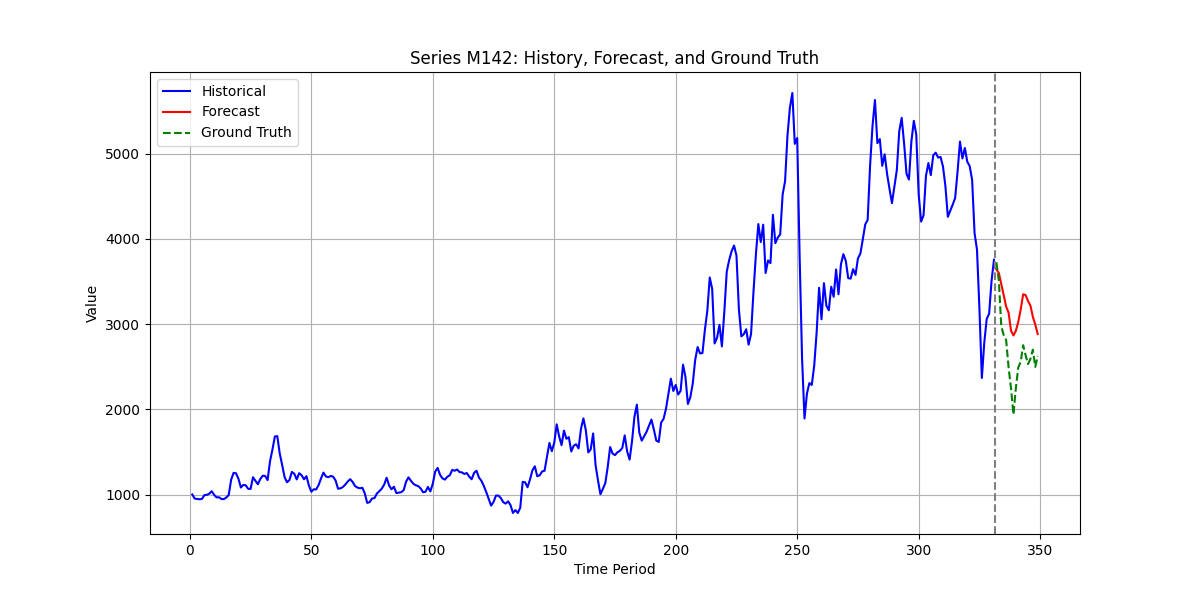 Series M142: History, Forecast, and Ground Truth
Historical
Forecast
Ground Truth
Value
5000
4000
3000
2000
1000
0
50
100
150
200
250
300
350
Time Period